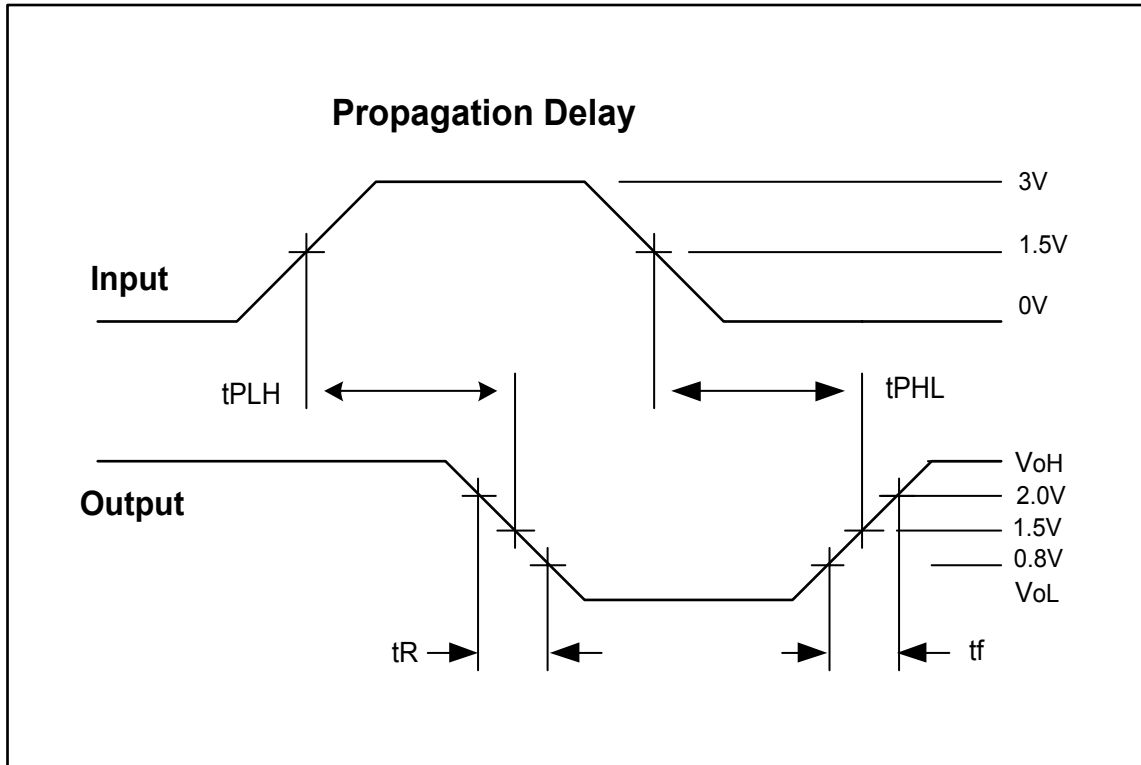 Propagation Delay
3V
1.5V
Input
0V
tPLH
tPHL
VoH
Output
2.0V
1.5V
0.8V
VoL
tR
tf